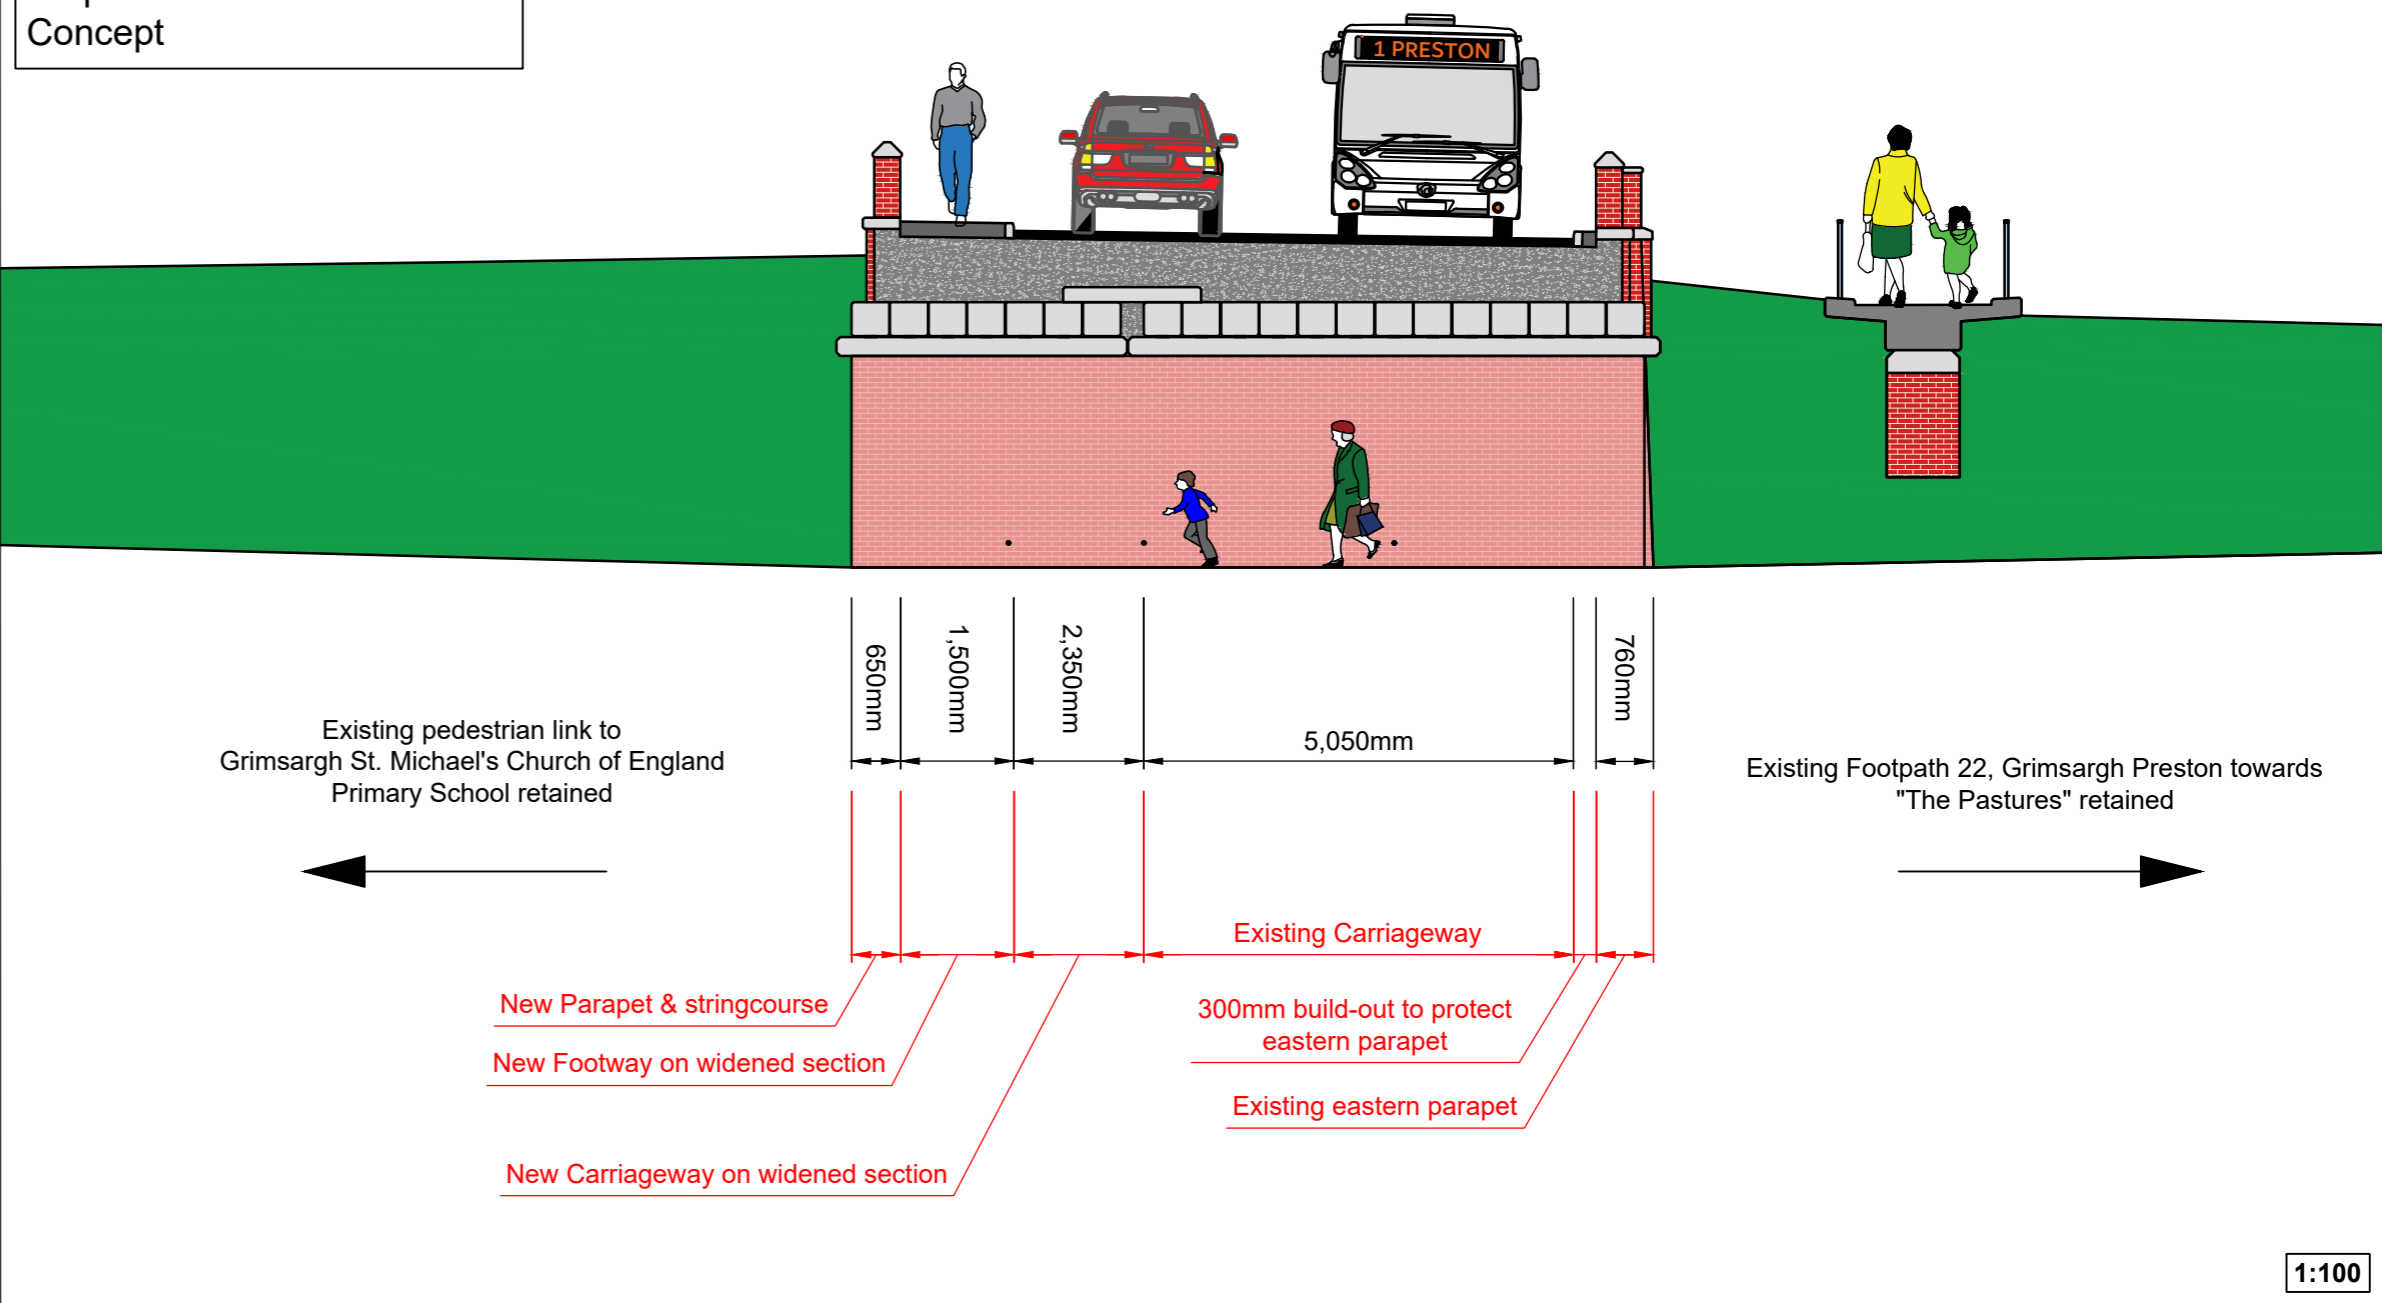 Concept
1 PRESTON
650mm
1,500mm
2,350mm
5,050mm
760mm
Existing pedestrian link to
Grimsargh St. Michael's Church of England
Primary School retained
Existing Footpath 22, Grimsargh Preston towards
"The Pastures" retained
Existing Carriageway
New Parapet & stringcourse
New Footway on widened section
New Carriageway on widened section
300mm build-out to protect
eastern parapet
Existing eastern parapet
1:100